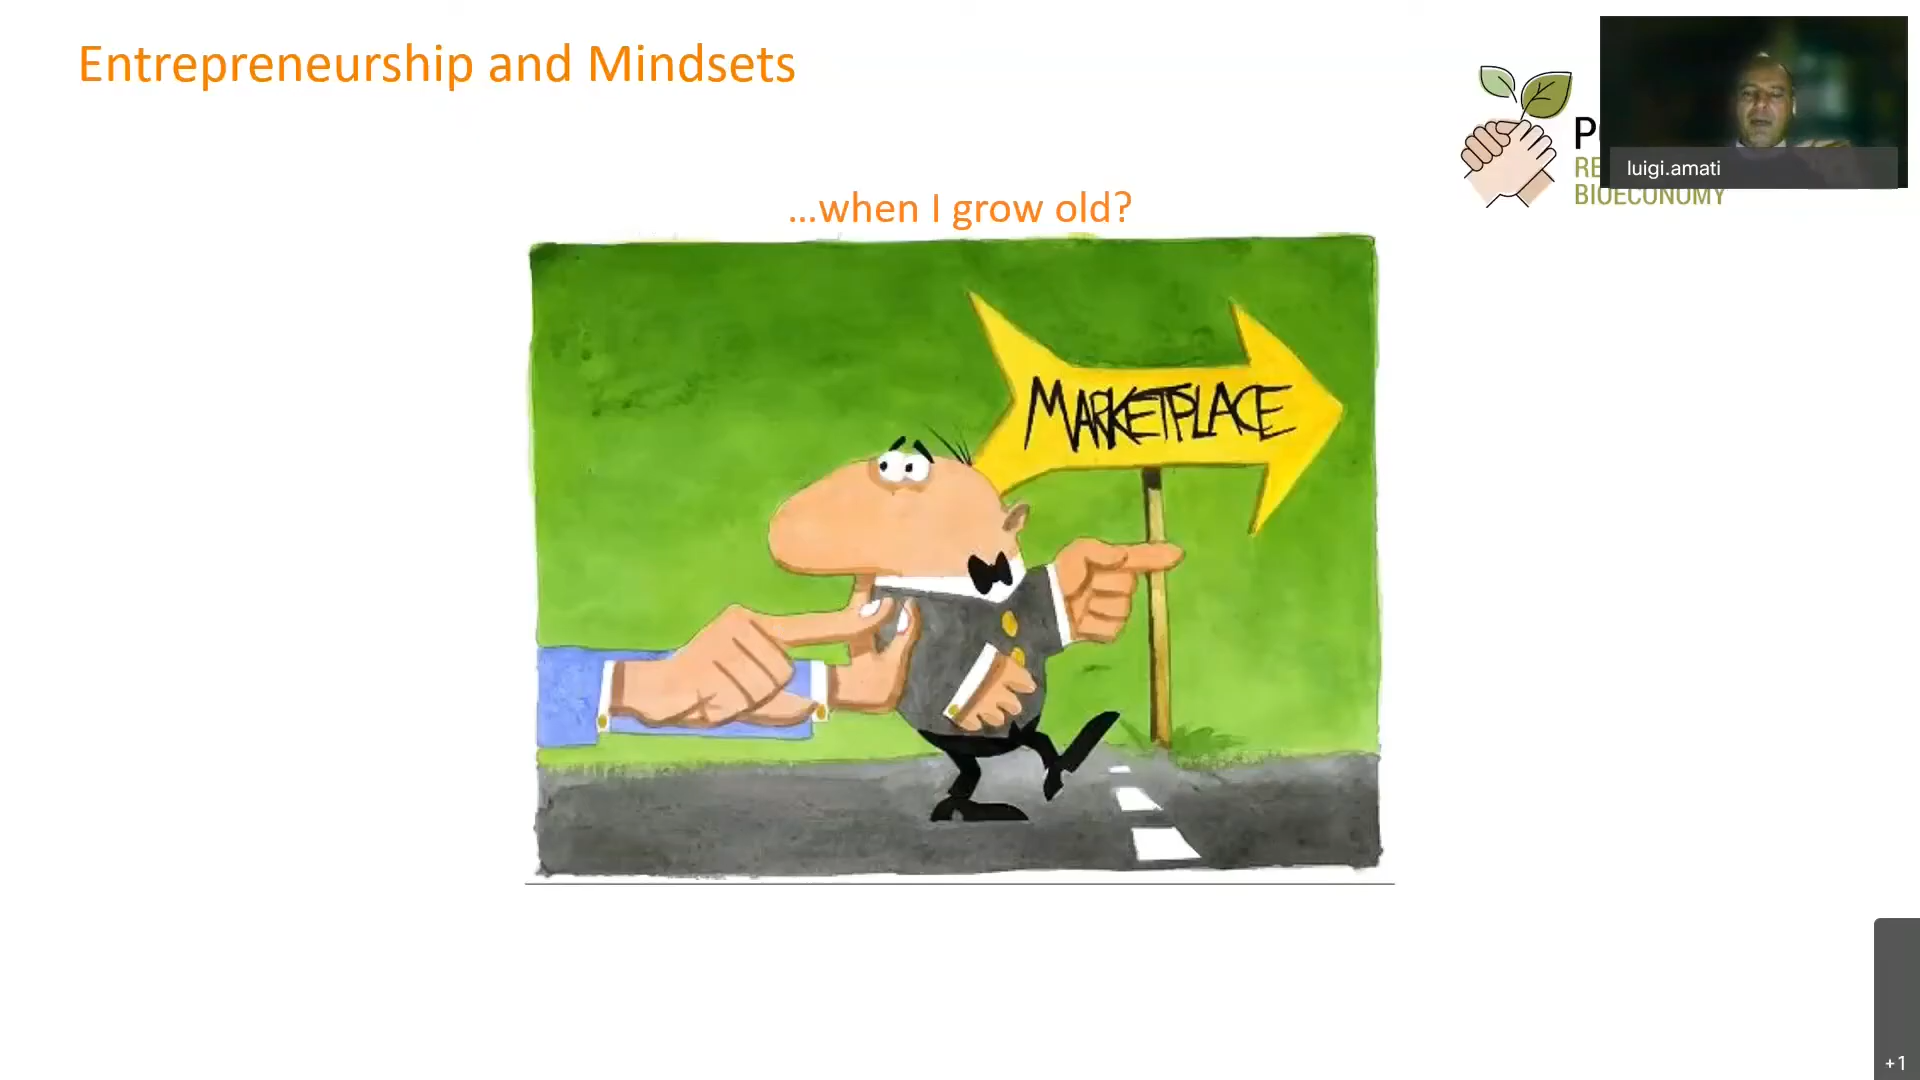 Entrepreneurship and Mindsets
luigi.amati
BIOECONOMY
...when I grow old?
MARKETPLACE
+1